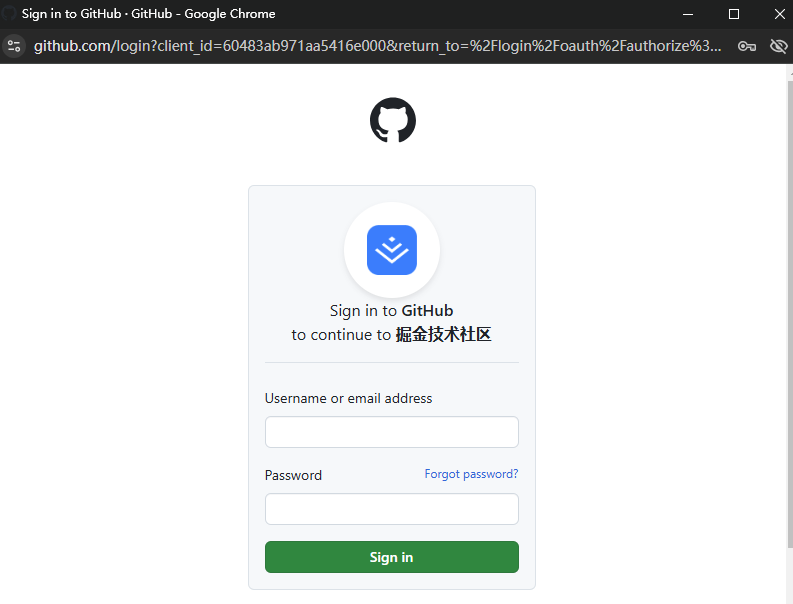 Sign in to GitHub · GitHub - Google Chrome
github.com/login?client_id=60483ab971aa5416e000&return_to=%2Flogin%2Foauth%2Fauthorize%3...
Sign in to GitHub
to continue to 掘金技术社区
Username or email address
Password
Forgot password?
Sign in